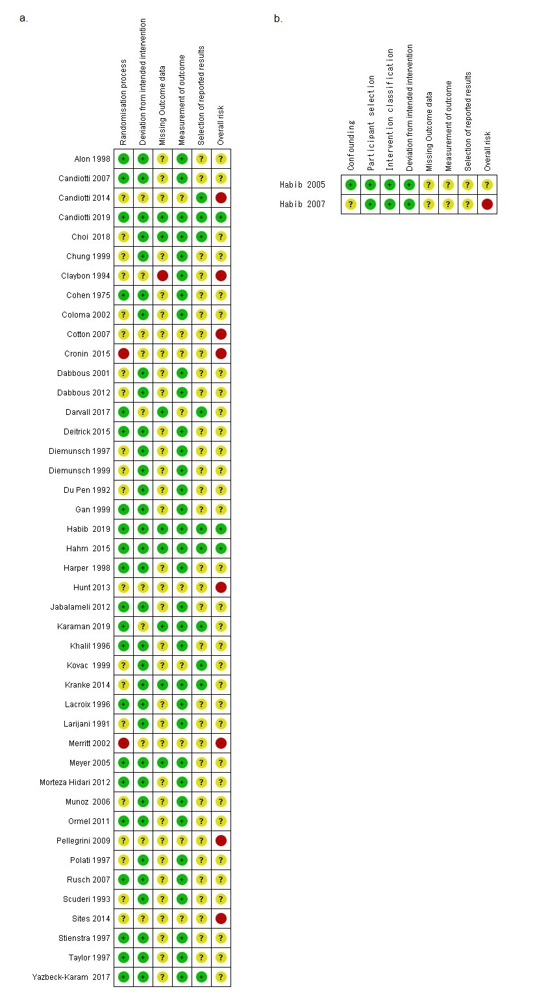 a.
b.
Randomisation process
Deviation from intended intervention
Missing Outcome data
Measurement of outcome
Selection of reported results
Overall risk
Alon 1998 + + ? + ? ?
Candiotti 2007 + + ? + ? ?
Candiotti 2014 ? ? ? ? + -
Candiotti 2019 + + + + + +
Choi 2018 ? + + + + ?
Chung 1999 ? + ? + ? ?
Claybon 1994 ? ? - + ? -
Cohen 1975 + + ? + ? ?
Coloma 2002 ? + ? + ? ?
Cotton 2007 ? ? ? ? ? -
Cronin 2015 - ? ? ? ? -
Dabbous 2001 ? + ? + ? ?
Dabbous 2012 ? + ? + ? ?
Darvall 2017 + ? + ? + ?
Deitrick 2015 + + ? + ? ?
Diemunsch 1997 ? + ? + ? ?
Diemunsch 1999 ? + ? + ? ?
Du Pen 1992 ? + ? + ? ?
Gan 1999 + + ? + ? ?
Habib 2019 + + + + + +
Hahm 2015 + + + + + +
Harper 1998 + + ? + ? ?
Hunt 2013 ? ? ? ? ? -
Jabalameli 2012 + + ? + ? ?
Karaman 2019 + ? + + + ?
Khalil 1996 + + ? + ? ?
Kovac 1999 ? + ? ? + ?
Kranke 2014 ? + + + + ?
Lacroix 1996 + + ? + ? ?
Larijani 1991 ? + ? + ? ?
Merritt 2002 - ? ? ? ? -
Meyer 2005 + + + + ? ?
Morteza Hidari 2012 + + ? + ? ?
Munoz 2006 ? + ? + ? ?
Ormel 2011 + + ? + ? ?
Pellegrini 2009 ? ? ? ? ? -
Polati 1997 ? + ? + ? ?
Rusch 2007 + + ? + ? ?
Scuderi 1993 ? + ? + ? ?
Sites 2014 ? ? ? ? ? -
Stienstra 1997 + + ? + ? ?
Taylor 1997 + + ? + ? ?
Yazbeck-Karam 2017 + + ? + + ?
Confounding
Participant selection
Intervention classification
Deviation from intended intervention
Missing Outcome data
Measurement of outcome
Selection of reported results
Overall risk
Habib 2005 + + + + ? ? ? ?
Habib 2007 ? + + + ? ? ? -